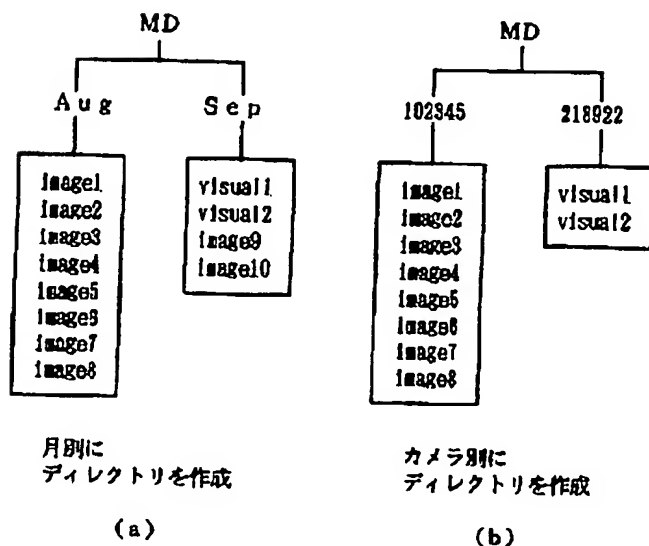 MD
Aug
Sep
image1
image2
image3
image4
image5
image6
image7
image8
visual1
visual2
image9
image10
月別に
ディレクトリを作成
(a)
MD
102345
218922
image1
image2
image3
image4
image5
image6
image7
image8
visual1
visual2
カメラ別に
ディレクトリを作成
(b)